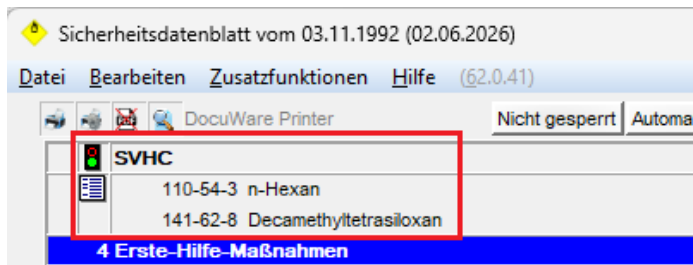 Sicherheitsdatenblatt vom 03.11.1992 (02.06.2026)
Datei Bearbeiten Zusatzfunktionen Hilfe (62.0.41)
DocuWare Printer Nicht gesperrt Automa
SVHC
110-54-3 n-Hexan
141-62-8 Decamethyltetrasiloxan
4 Erste-Hilfe-Maßnahmen